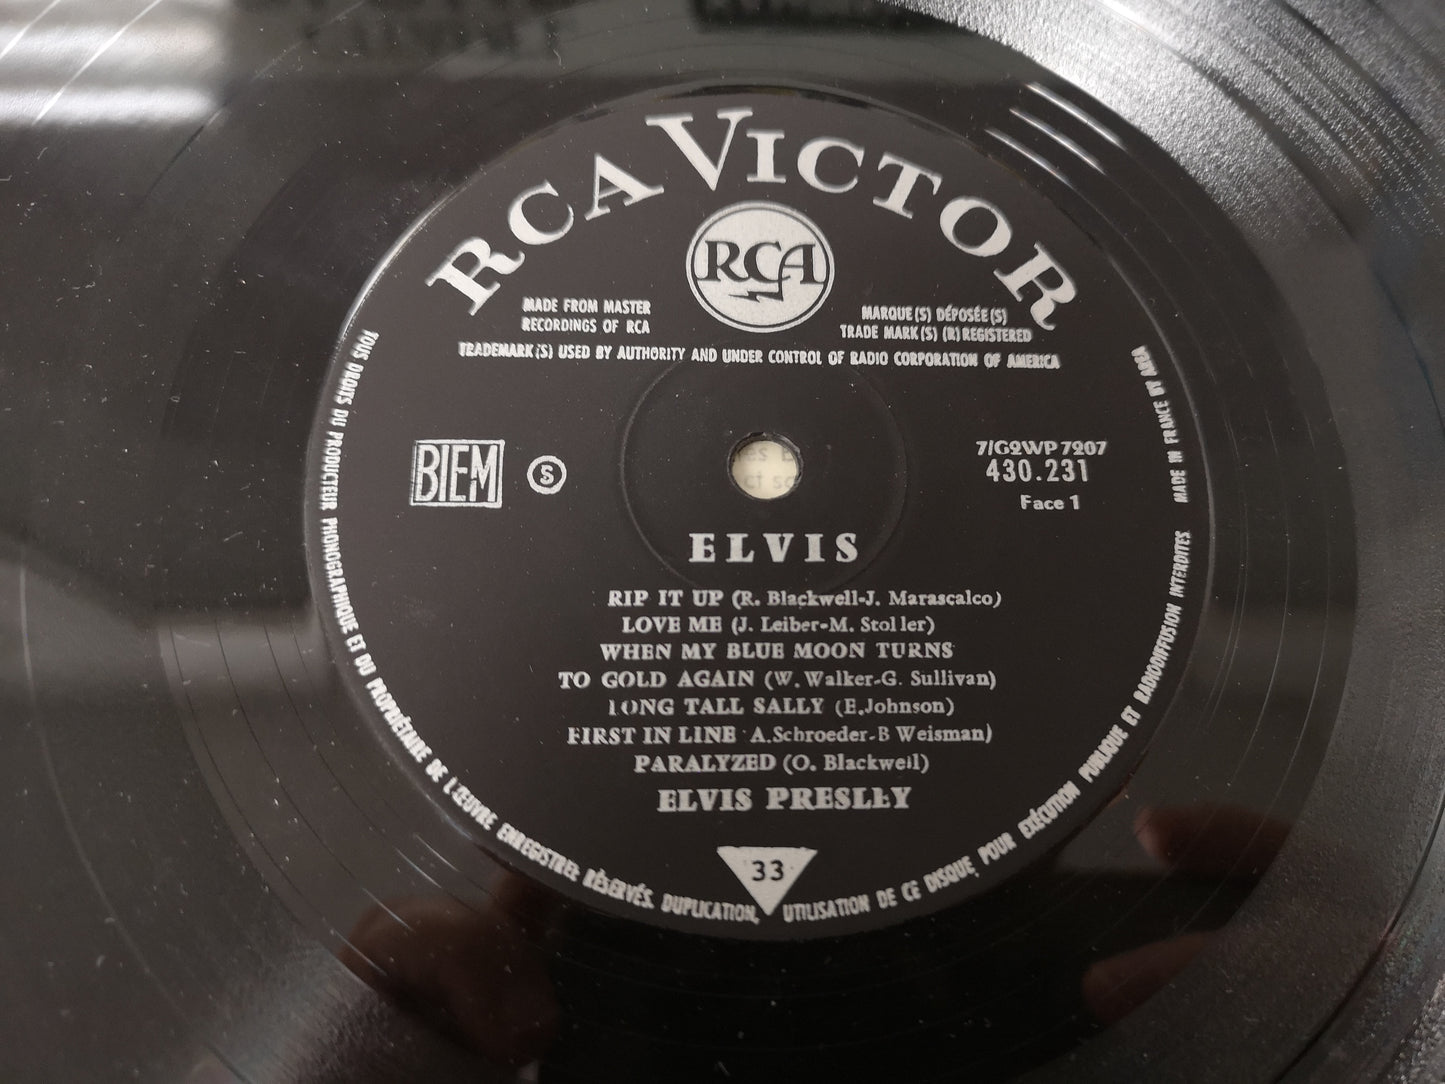 RCA VICTOR
RCA
MADE FROM MASTER
RECORDINGS OF RCA
MARQUE(S) DÉPOSÉE(S)
TRADE MARK(S) (R) REGISTERED
TRADEMARK(S) USED BY AUTHORITY AND UNDER CONTROL OF RADIO CORPORATION OF AMERICA
BIEM
S
7/G2WP 7207
430.231
Face 1
ELVIS
RIP IT UP (R. Blackwell-J. Marascalco)
LOVE ME (J. Leiber-M. Stoller)
WHEN MY BLUE MOON TURNS
TO GOLD AGAIN (W. Walker-G. Sullivan)
LONG TALL SALLY (E.Johnson)
FIRST IN LINE A.Schroeder-B Weisman)
PARALYZED (O. Blackwell)
ELVIS PRESLEY
33
TOUS DROITS DU PRODUCTEUR PHONOGRAPHIQUE ET DU PROPRIÉTAIRE DE L'ŒUVRE ENREGISTRÉE RÉSERVÉS. DUPLICATION, UTILISATION DE CE DISQUE POUR EXÉCUTION PUBLIQUE ET RADIODIFFUSION INTERDITES MADE IN FRANCE BY AREA